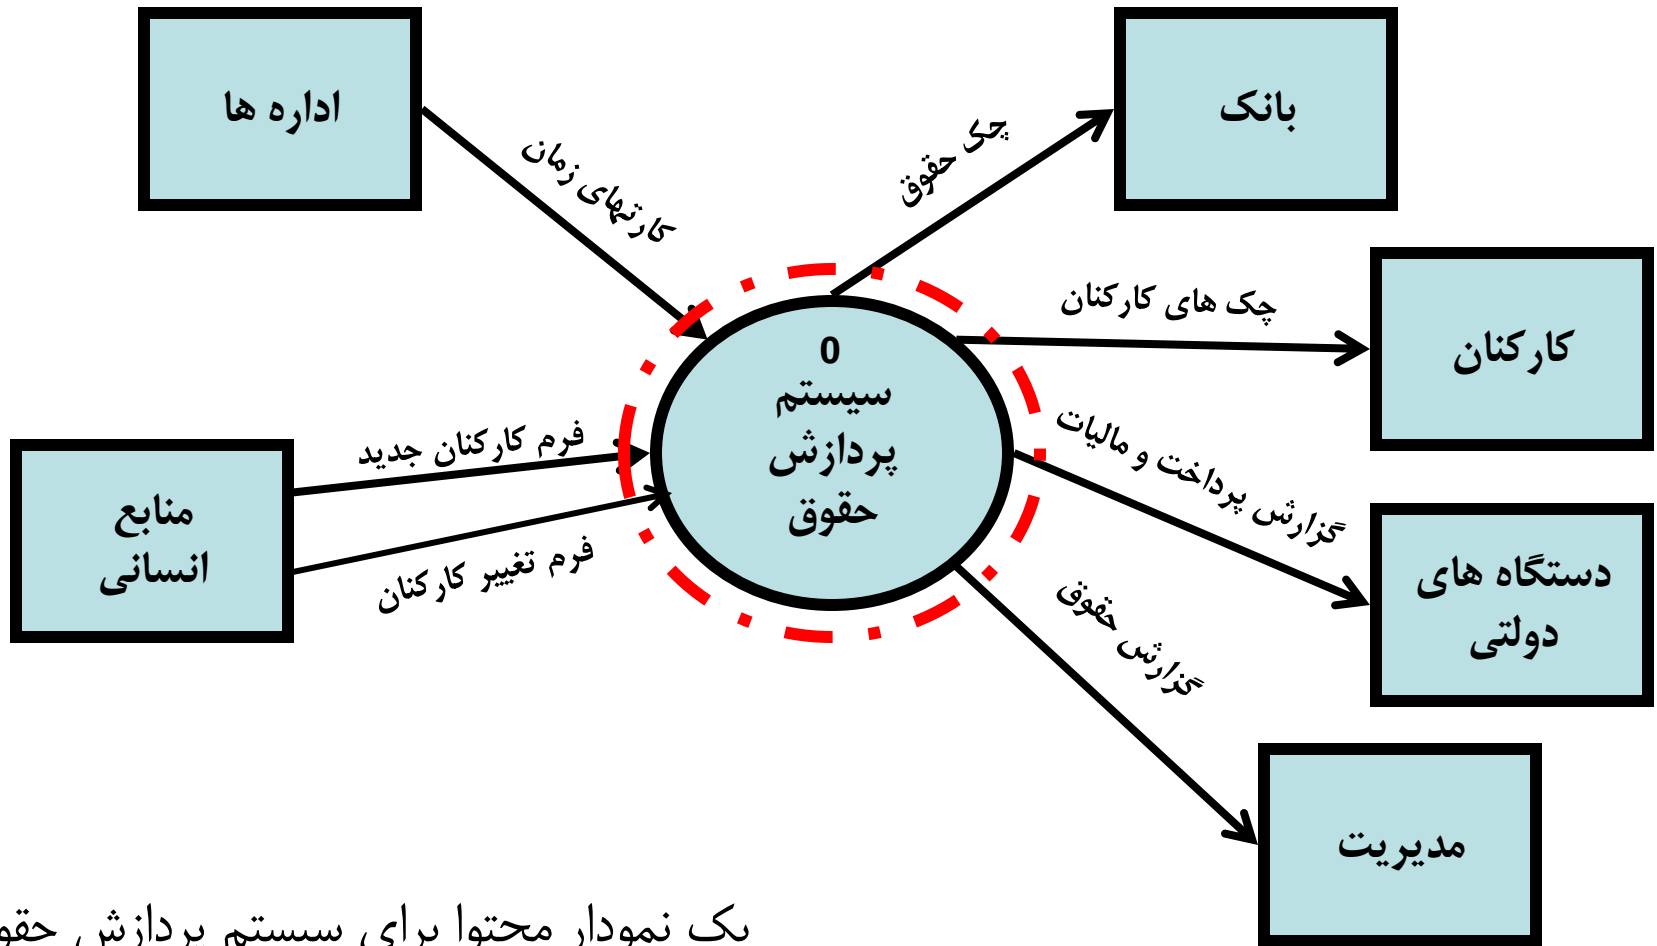 اداره ها
بانک
کارتهای زمان
چک حقوق
چک های کارکنان
کارکنان
0
سیستم
پردازش
حقوق
گزارش پرداخت و مالیات
فرم کارکنان جدید
منابع
انسانی
فرم تغییر کارکنان
دستگاه های
دولتی
گزارش حقوق
مدیریت
یک نمودار محتوا برای سیستم پردازش